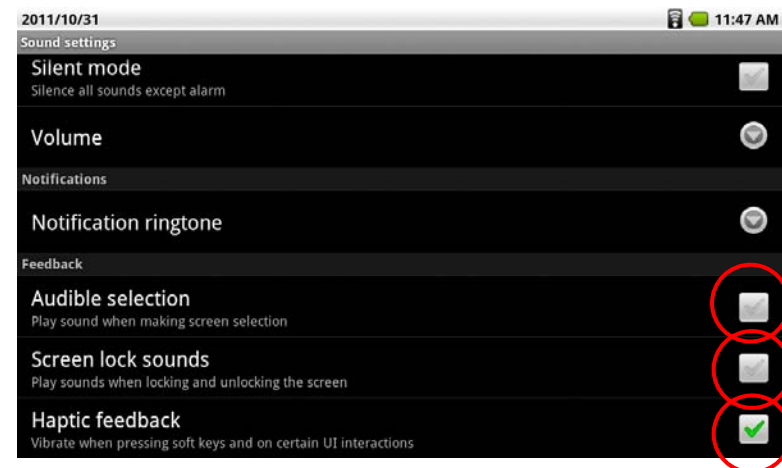 2011/10/31 11:47 AM
Sound settings
Silent mode
Silence all sounds except alarm
Volume
Notifications
Notification ringtone
Feedback
Audible selection
Play sound when making screen selection
Screen lock sounds
Play sounds when locking and unlocking the screen
Haptic feedback
Vibrate when pressing soft keys and on certain UI interactions